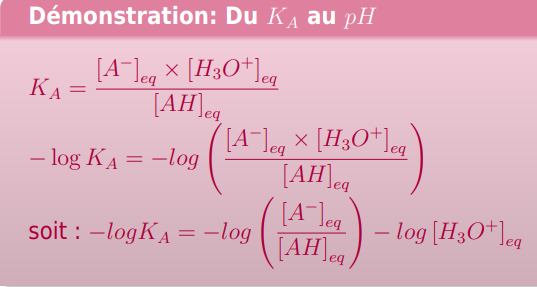 Démonstration: Du $K_A$ au $pH$
$K_A = \frac{[A^-]_{eq} \times [H_3O^+]_{eq}}{[AH]_{eq}}$
$-\log K_A = -log \left( \frac{[A^-]_{eq} \times [H_3O^+]_{eq}}{[AH]_{eq}} \right)$
soit : $-logK_A = -log \left( \frac{[A^-]_{eq}}{[AH]_{eq}} \right) - log\,[H_3O^+]_{eq}$